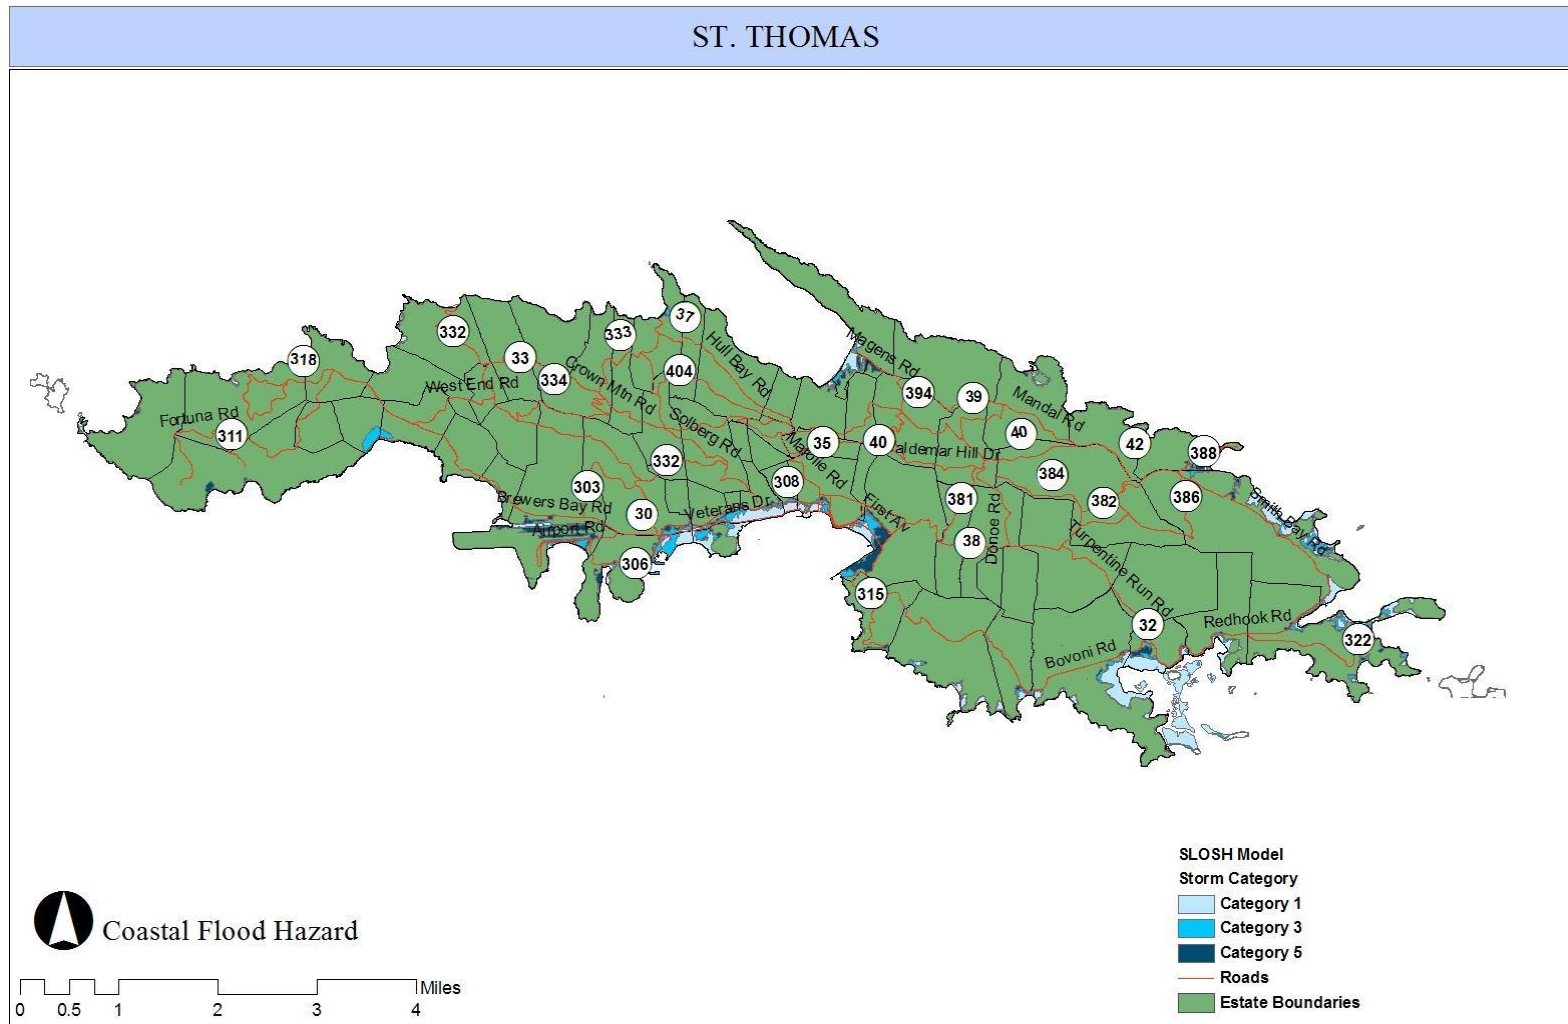 ST. THOMAS
37
332
333
Magens Rd
Hull Bay Rd
318
33
334
Crown Mtn Rd
404
West End Rd
394
39
Mandal Rd
Fortuna Rd
311
Solberg Rd
Mafolie Rd
35
40
aldemar Hill Dr
40
42
388
332
308
384
303
381
382
386
Brewers Bay Rd
30
Veterans Dr
First Av
Smith Bay Rd
Airport Rd
38
Donoe Rd
Turpentine Run Rd
306
315
32
Redhook Rd
322
Bovoni Rd
SLOSH Model
Storm Category
Category 1
Category 3
Category 5
Roads
Estate Boundaries
Coastal Flood Hazard
Miles
0 0.5 1 2 3 4